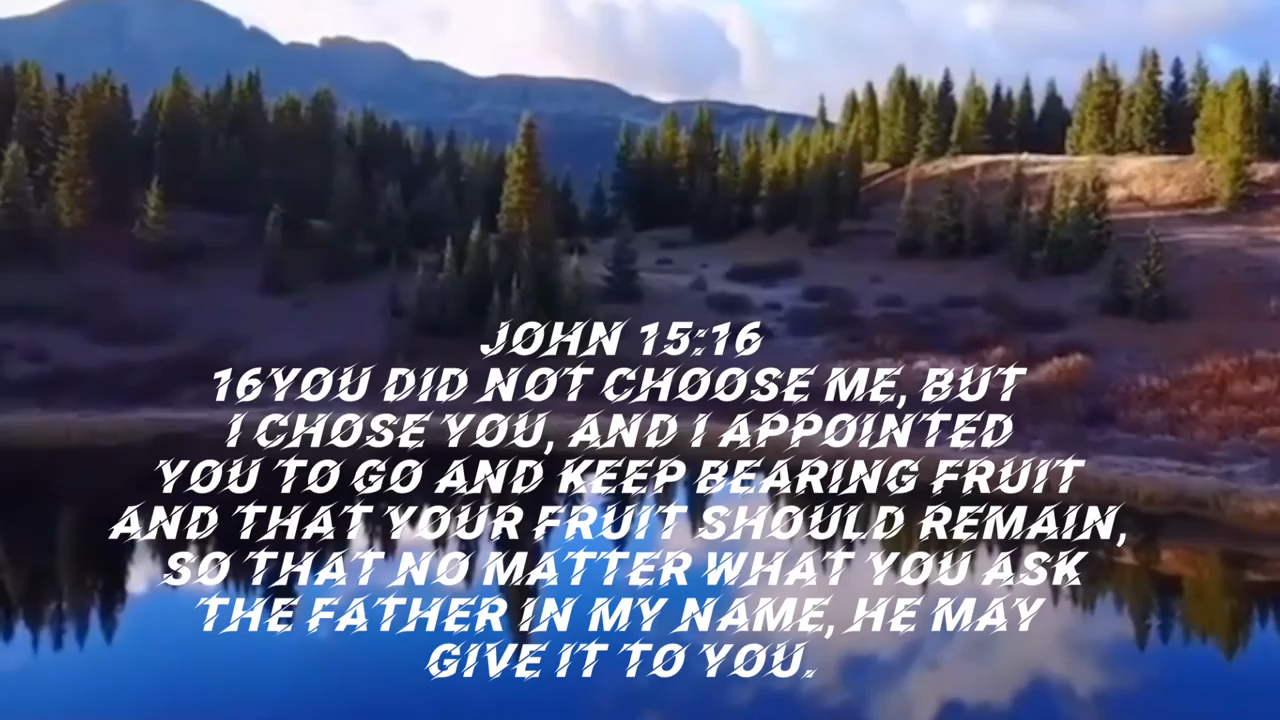 JOHN 15:16
16YOU DID NOT CHOOSE ME, BUT
I CHOSE YOU, AND I APPOINTED
YOU TO GO AND KEEP BEARING FRUIT
AND THAT YOUR FRUIT SHOULD REMAIN,
SO THAT NO MATTER WHAT YOU ASK
THE FATHER IN MY NAME, HE MAY
GIVE IT TO YOU.